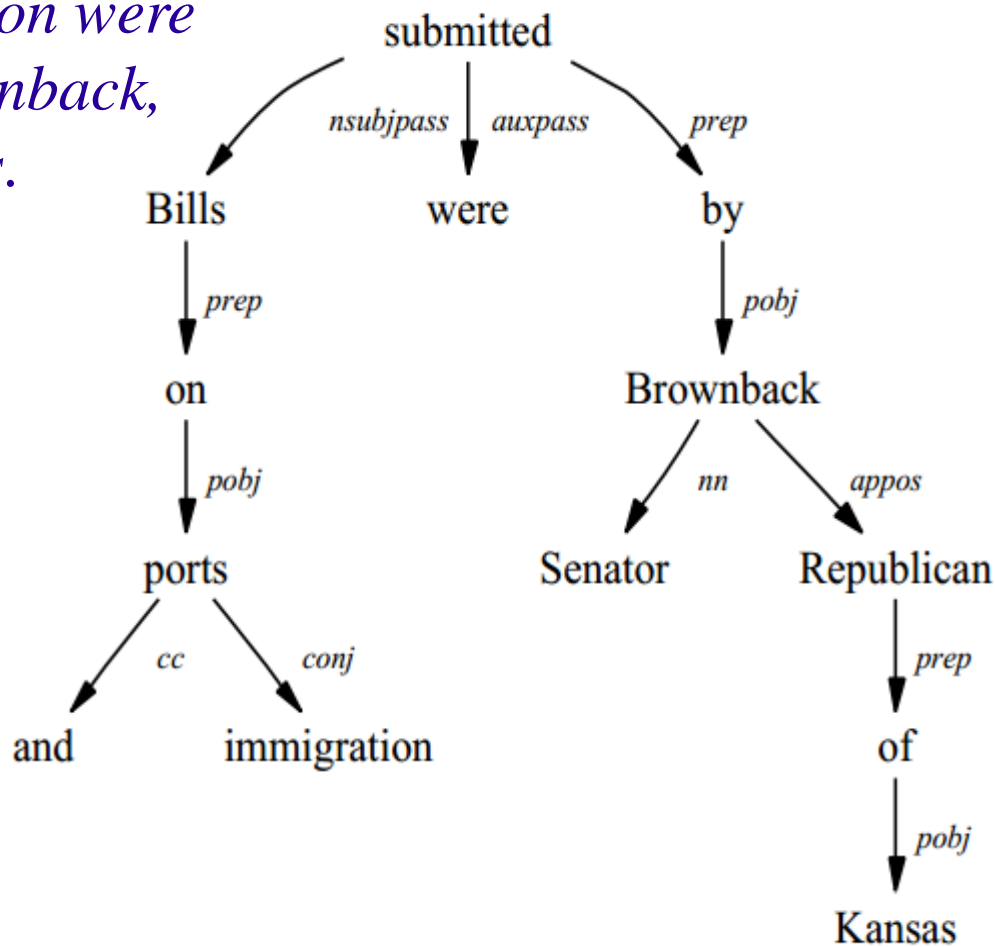 on were
submitted
nback,
nsubjpass auxpass prep
Bills were by
prep pobj
on Brownback
pobj nn appos
ports Senator Republican
cc conj prep
and immigration of
pobj
Kansas